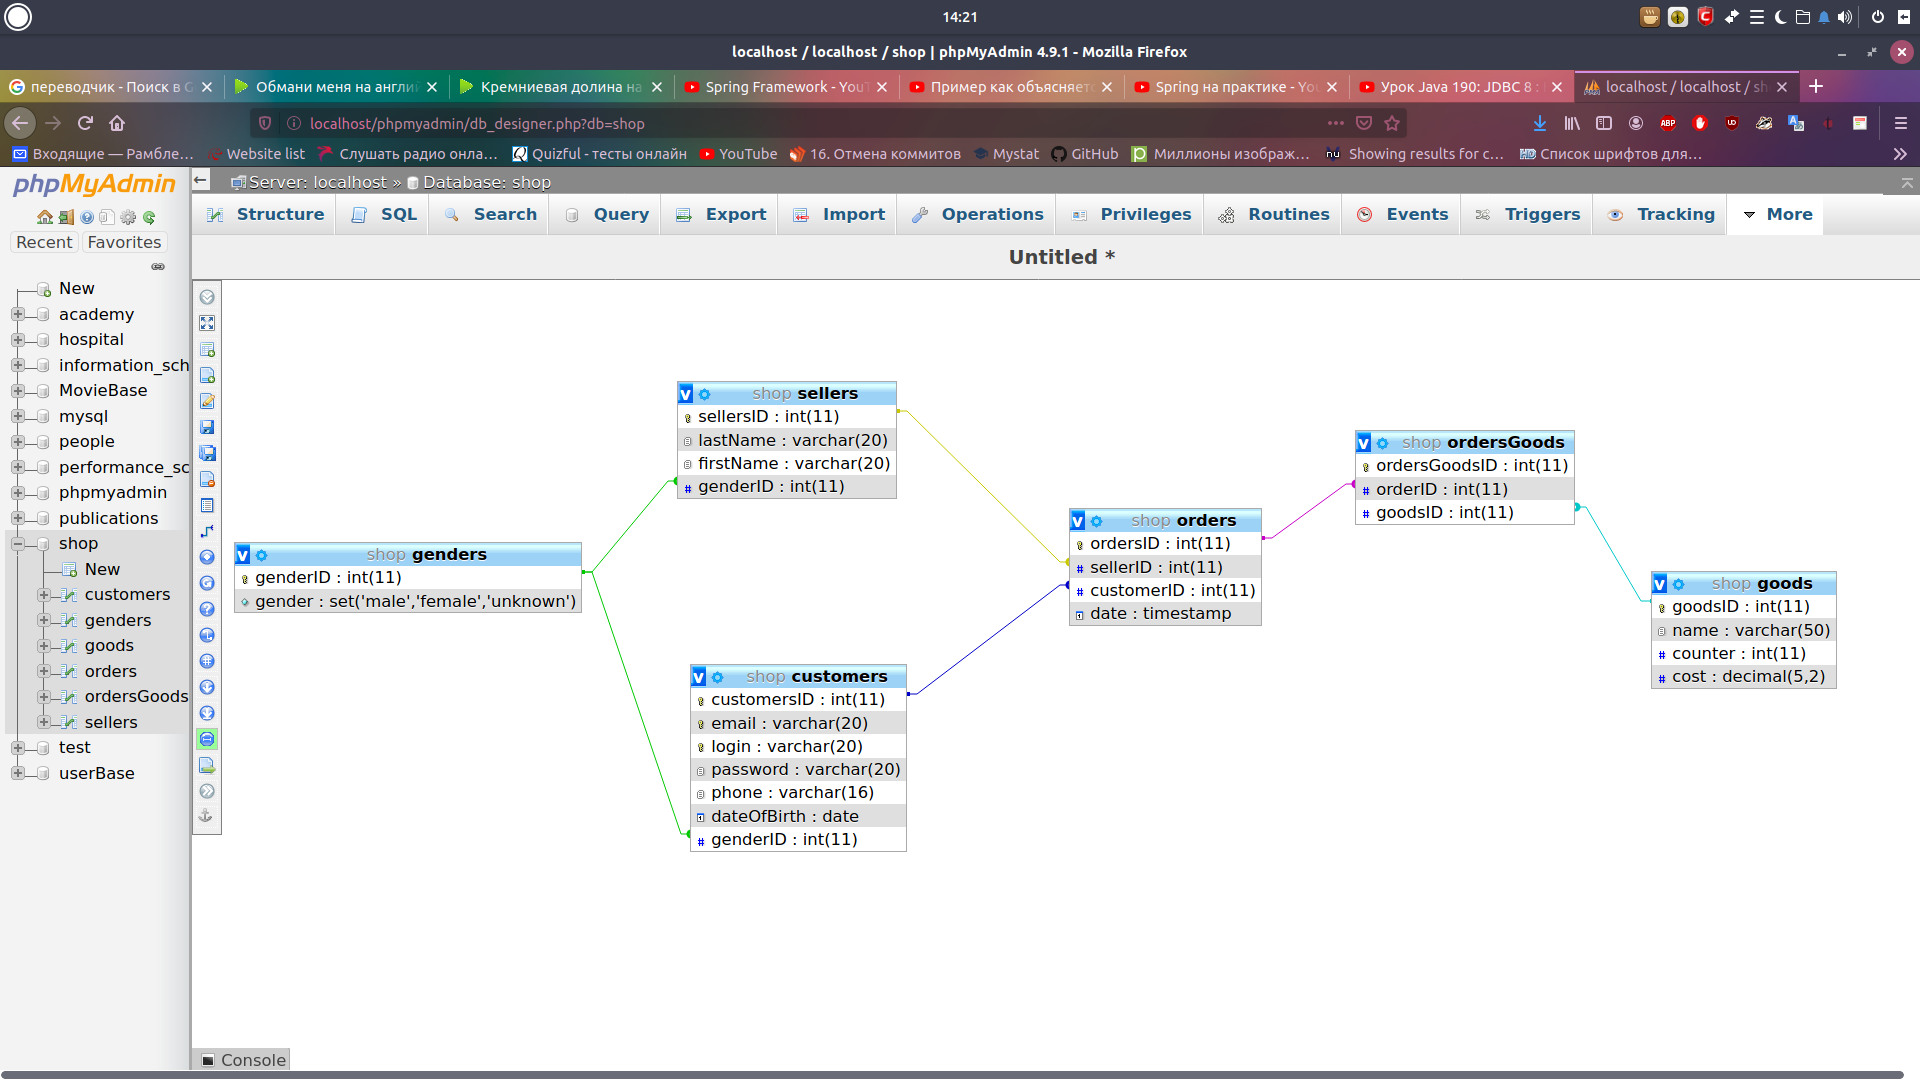 14:21
localhost / localhost / shop | phpMyAdmin 4.9.1 - Mozilla Firefox
переводчик - Поиск в G
Обмани меня на англий
Кремниевая долина на
Spring Framework - YouT
Пример как объясняетс
Spring на практике - You
Урок Java 190: JDBC 8 :
localhost / localhost / sh
localhost/phpmyadmin/db_designer.php?db=shop
Входящие — Рамбле…
Website list
Слушать радио онла…
Quizful - тесты онлайн
YouTube
16. Отмена коммитов
Mystat
GitHub
Миллионы изображ…
Showing results for c…
Список шрифтов для…
phpMyAdmin
Server: localhost » Database: shop
Structure
SQL
Search
Query
Export
Import
Operations
Privileges
Routines
Events
Triggers
Tracking
More
Recent
Favorites
Untitled *
New
academy
hospital
information_sch
MovieBase
mysql
people
performance_sc
phpmyadmin
publications
shop
New
customers
genders
goods
orders
ordersGoods
sellers
test
userBase
v shop genders
genderID : int(11)
gender : set('male','female','unknown')
v shop sellers
sellersID : int(11)
lastName : varchar(20)
firstName : varchar(20)
genderID : int(11)
v shop customers
customersID : int(11)
email : varchar(20)
login : varchar(20)
password : varchar(20)
phone : varchar(16)
dateOfBirth : date
genderID : int(11)
v shop orders
ordersID : int(11)
sellerID : int(11)
customerID : int(11)
date : timestamp
v shop ordersGoods
ordersGoodsID : int(11)
orderID : int(11)
goodsID : int(11)
v shop goods
goodsID : int(11)
name : varchar(50)
counter : int(11)
cost : decimal(5,2)
Console